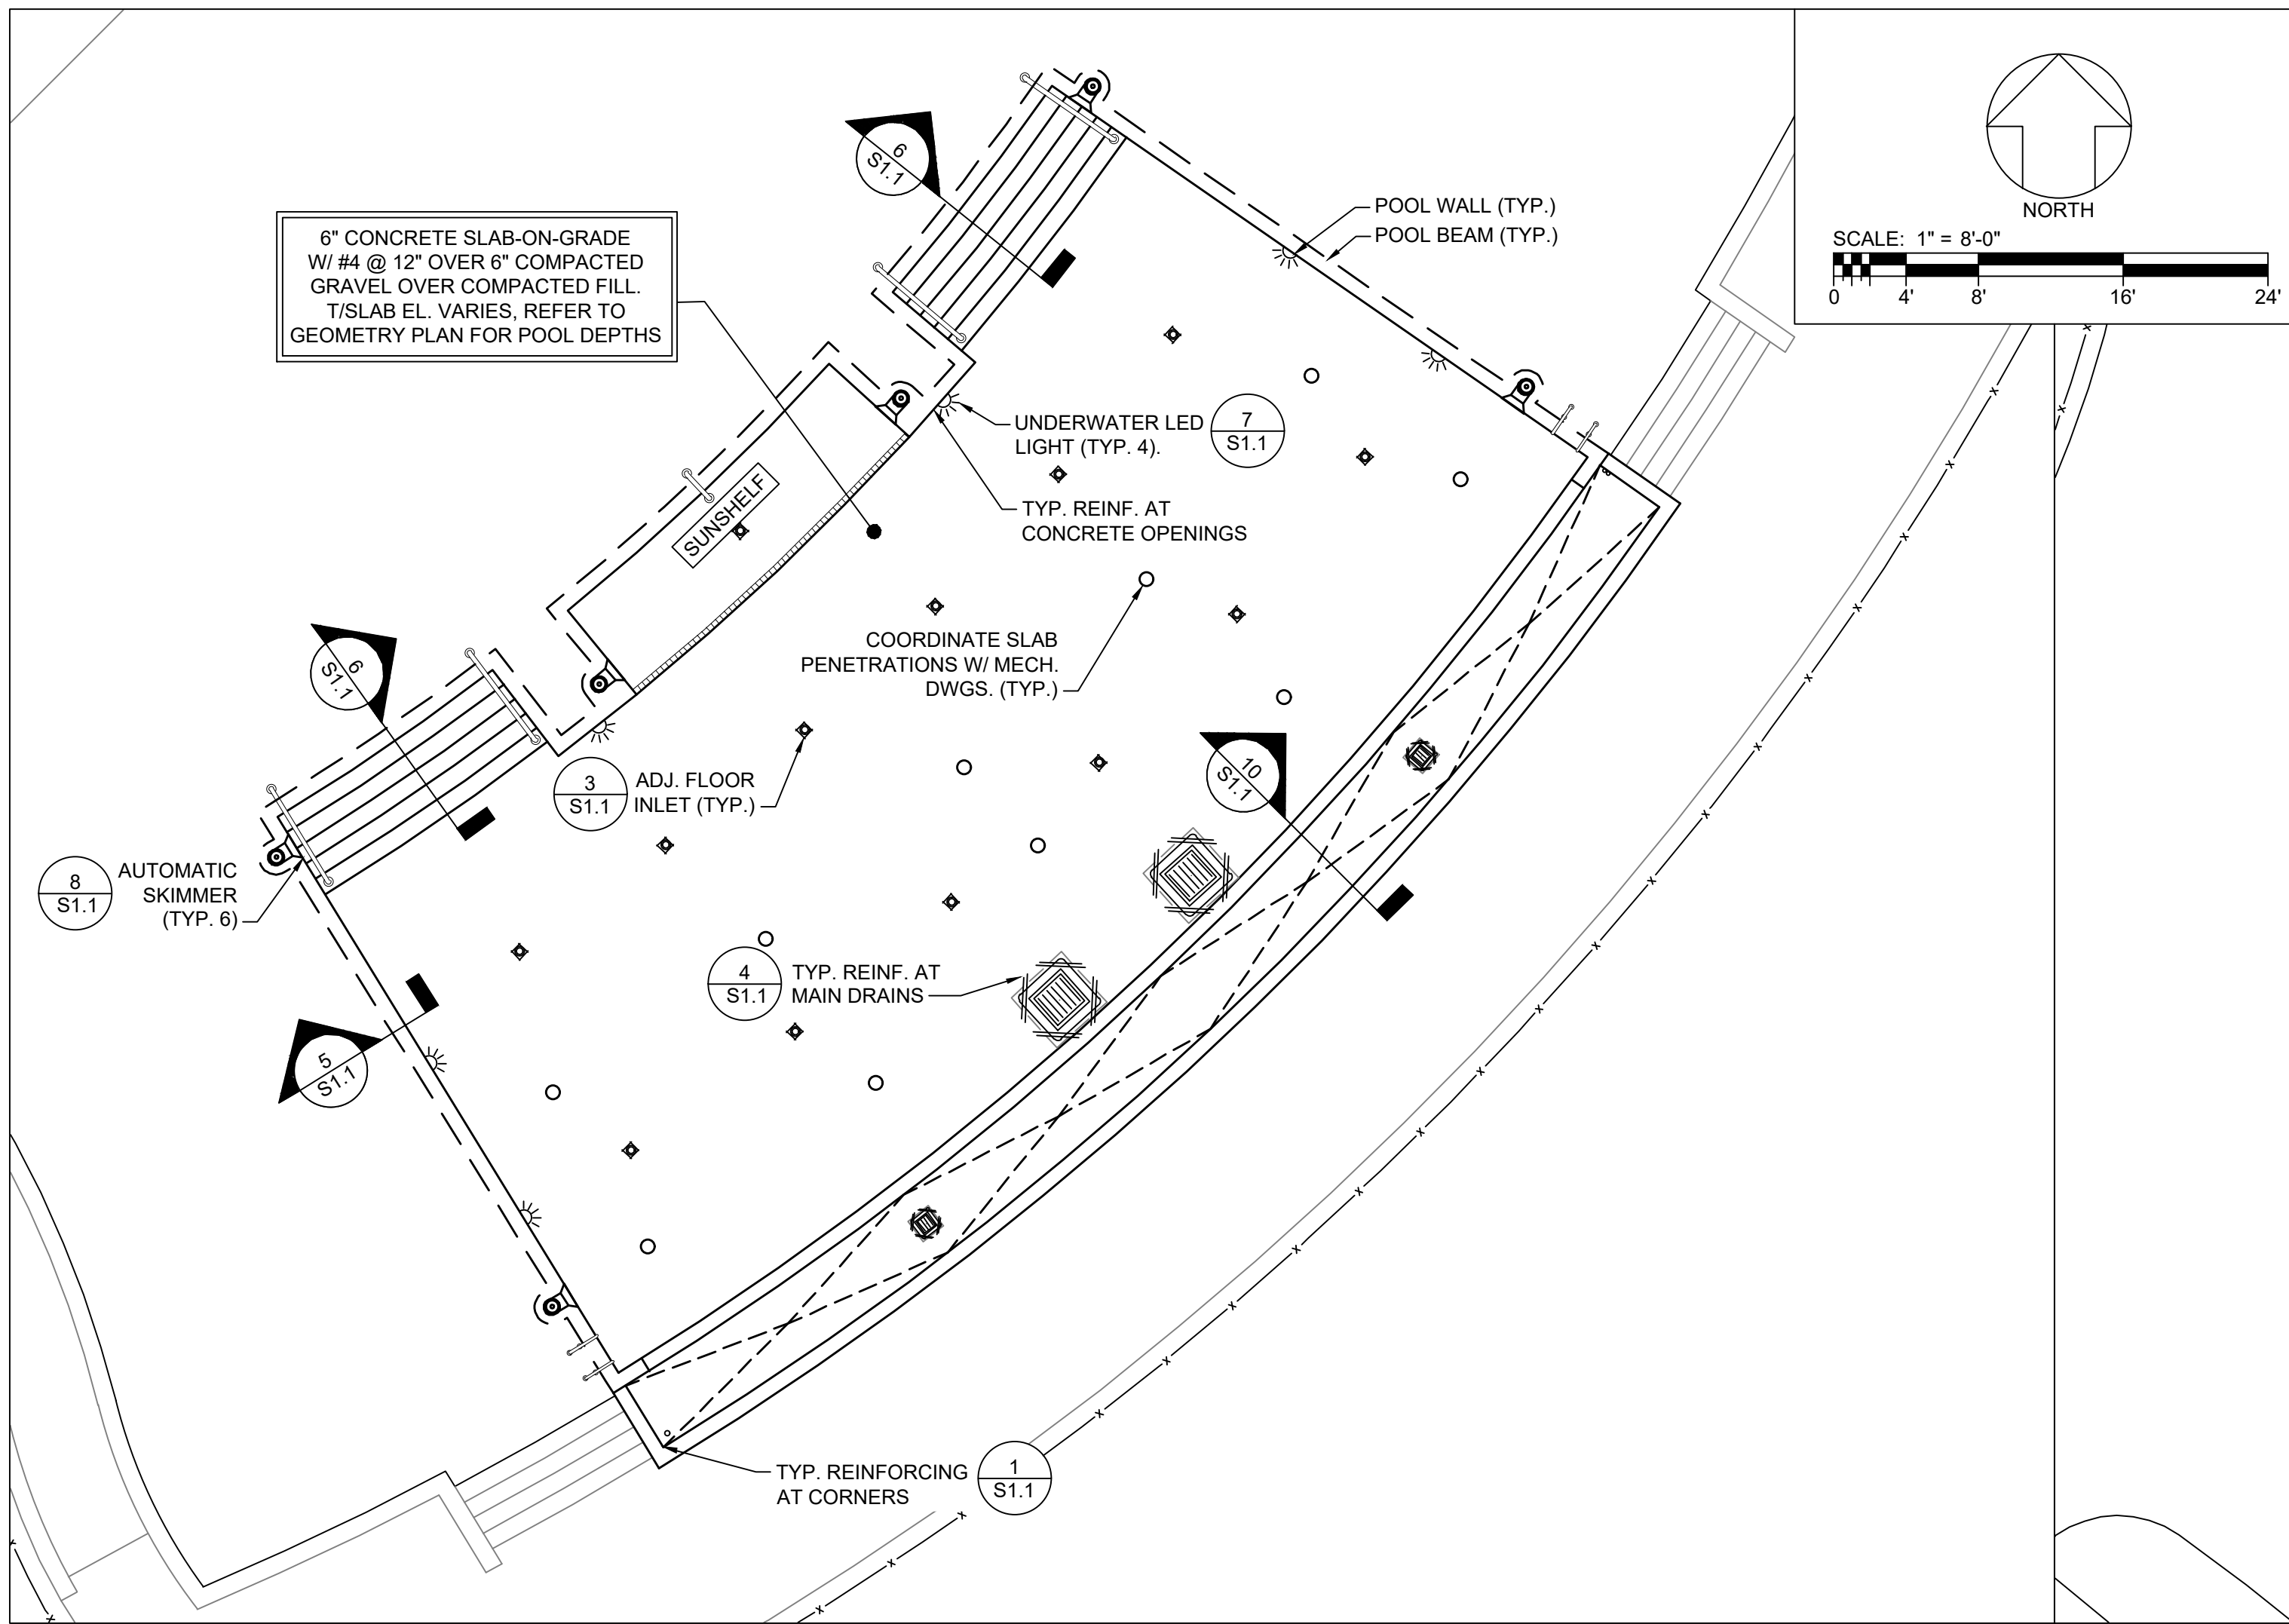 6" CONCRETE SLAB-ON-GRADE
W/ #4 @ 12" OVER 6" COMPACTED
GRAVEL OVER COMPACTED FILL.
T/SLAB EL. VARIES, REFER TO
GEOMETRY PLAN FOR POOL DEPTHS
6
S1.1
POOL WALL (TYP.)
POOL BEAM (TYP.)
NORTH
SCALE: 1" = 8'-0"
0 4' 8' 16' 24'
UNDERWATER LED
LIGHT (TYP. 4).
7
S1.1
SUNSHELF
TYP. REINF. AT
CONCRETE OPENINGS
COORDINATE SLAB
PENETRATIONS W/ MECH.
DWGS. (TYP.)
6
S1.1
3
S1.1
ADJ. FLOOR
INLET (TYP.)
10
S1.1
8
S1.1
AUTOMATIC
SKIMMER
(TYP. 6)
4
S1.1
TYP. REINF. AT
MAIN DRAINS
5
S1.1
TYP. REINFORCING
AT CORNERS
1
S1.1